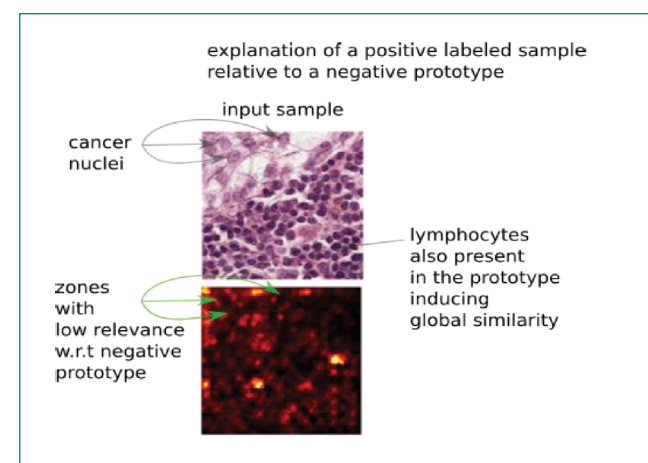 explanation of a positive labeled sample
relative to a negative prototype
input sample
cancer
nuclei
lymphocytes
also present
in the prototype
inducing
global similarity
zones
with
low relevance
w.r.t negative
prototype